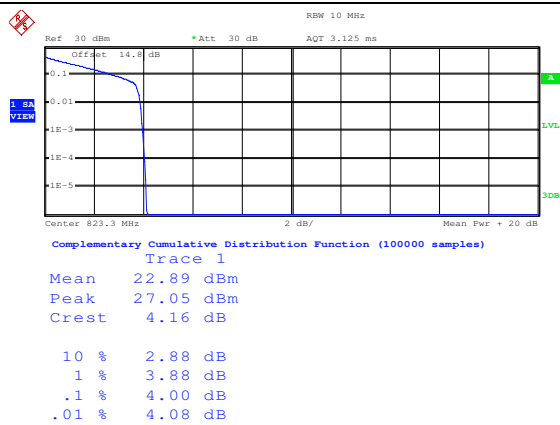 RBW 10 MHz
Ref 30 dBm *Att 30 dB AQT 3.125 ms
Offset 14.8 dB
0.1
A
0.01
1 SA
VIEW
1E-3
LVL
1E-4
1E-5
3DB
Center 823.3 MHz 2 dB/ Mean Pwr + 20 dB
Complementary Cumulative Distribution Function (100000 samples)
Trace 1
Mean 22.89 dBm
Peak 27.05 dBm
Crest 4.16 dB
10 % 2.88 dB
1 % 3.88 dB
.1 % 4.00 dB
.01 % 4.08 dB